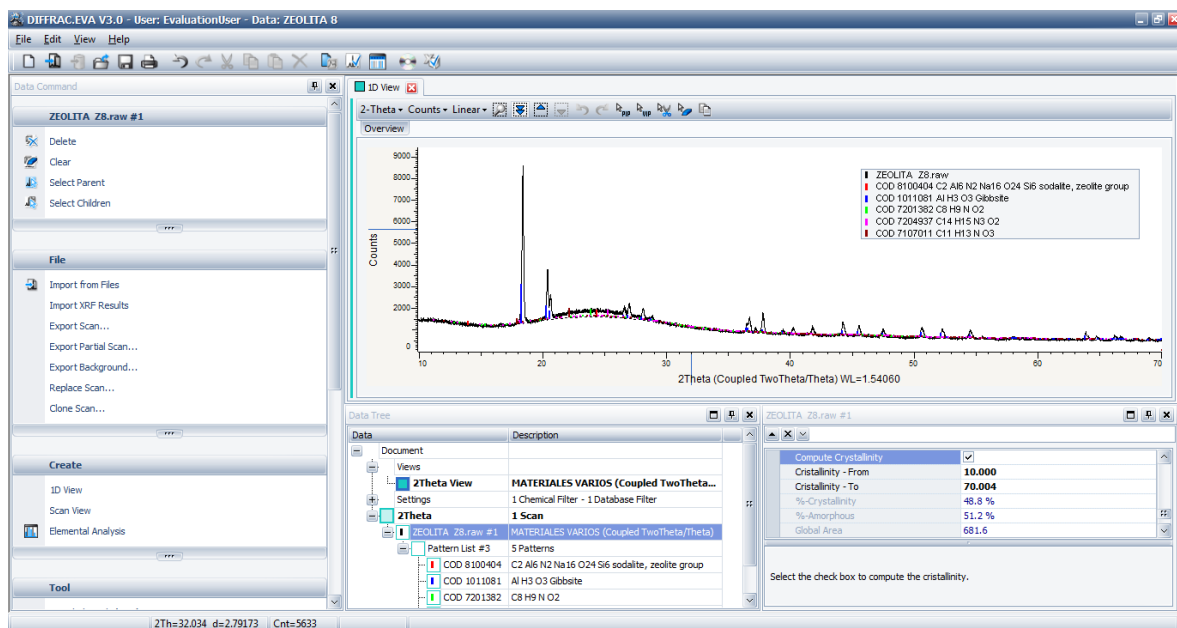 DIFFRAC.EVA V3.0 - User: EvaluationUser - Data: ZEOLITA 8
File Edit View Help
Data Command
ZEOLITA Z8.raw #1
Delete
Clear
Select Parent
Select Children
File
Import from Files
Import XRF Results
Export Scan...
Export Partial Scan...
Export Background...
Replace Scan...
Clone Scan...
Create
1D View
Scan View
Elemental Analysis
Tool
1D View
2-Theta Counts Linear
Overview
9000
8000
7000
6000
5000
4000
3000
2000
1000
0
Counts
10 20 30 40 50 60 70
2Theta (Coupled TwoTheta/Theta) WL=1.54060
ZEOLITA Z8.raw
COD 8100404 C2 Al6 N2 Na16 O24 Si6 sodalite, zeolite group
COD 1011081 Al H3 O3 Gibbsite
COD 7201382 C8 H9 N O2
COD 7204937 C14 H15 N3 O2
COD 7107011 C11 H13 N O3
Data Tree
Data Description
Document
Views
2Theta View MATERIALES VARIOS (Coupled TwoTheta...
Settings 1 Chemical Filter - 1 Database Filter
2Theta 1 Scan
ZEOLITA Z8.raw #1 MATERIALES VARIOS (Coupled TwoTheta/Theta)
Pattern List #3 5 Patterns
COD 8100404 C2 Al6 N2 Na16 O24 Si6 sodalite, zeolite group
COD 1011081 Al H3 O3 Gibbsite
COD 7201382 C8 H9 N O2
ZEOLITA Z8.raw #1
Compute Crystallinity
Cristallinity - From 10.000
Cristallinity - To 70.004
%-Crystallinity 48.8 %
%-Amorphous 51.2 %
Global Area 681.6
Select the check box to compute the cristallinity.
2Th=32.034 d=2.79173 Cnt=5633